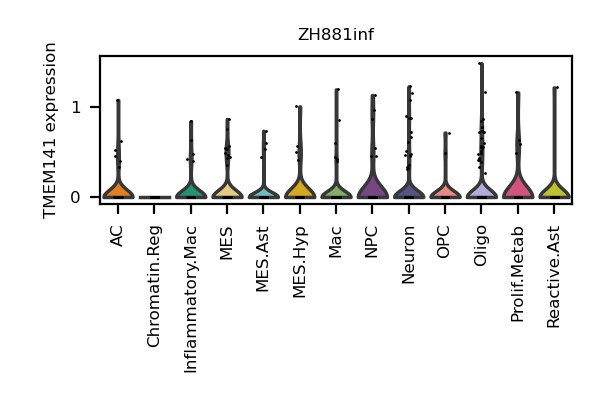 ZH881inf
TMEM141 expression
1
0
AC
Chromatin.Reg
Inflammatory.Mac
MES
MES.Ast
MES.Hyp
Mac
NPC
Neuron
OPC
Oligo
Prolif.Metab
Reactive.Ast